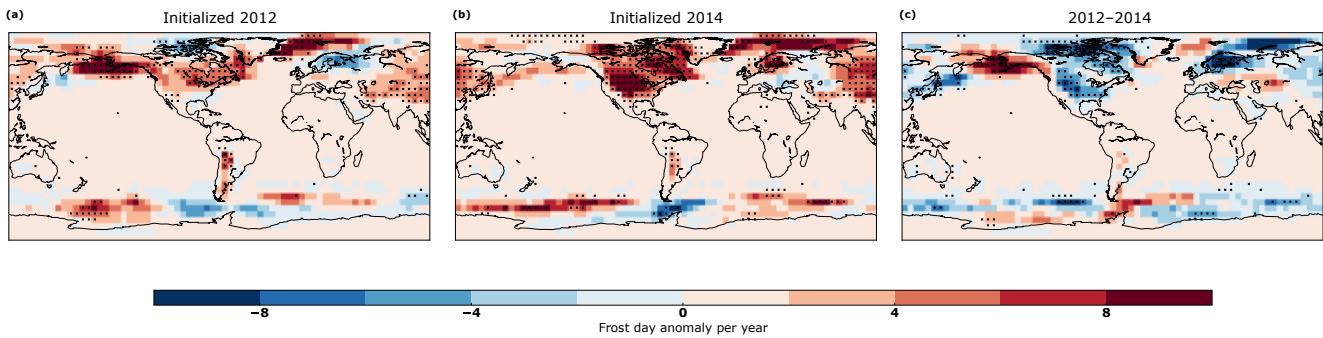 (a) Initialized 2012
(b) Initialized 2014
(c) 2012–2014
−8 −4 0 4 8
Frost day anomaly per year